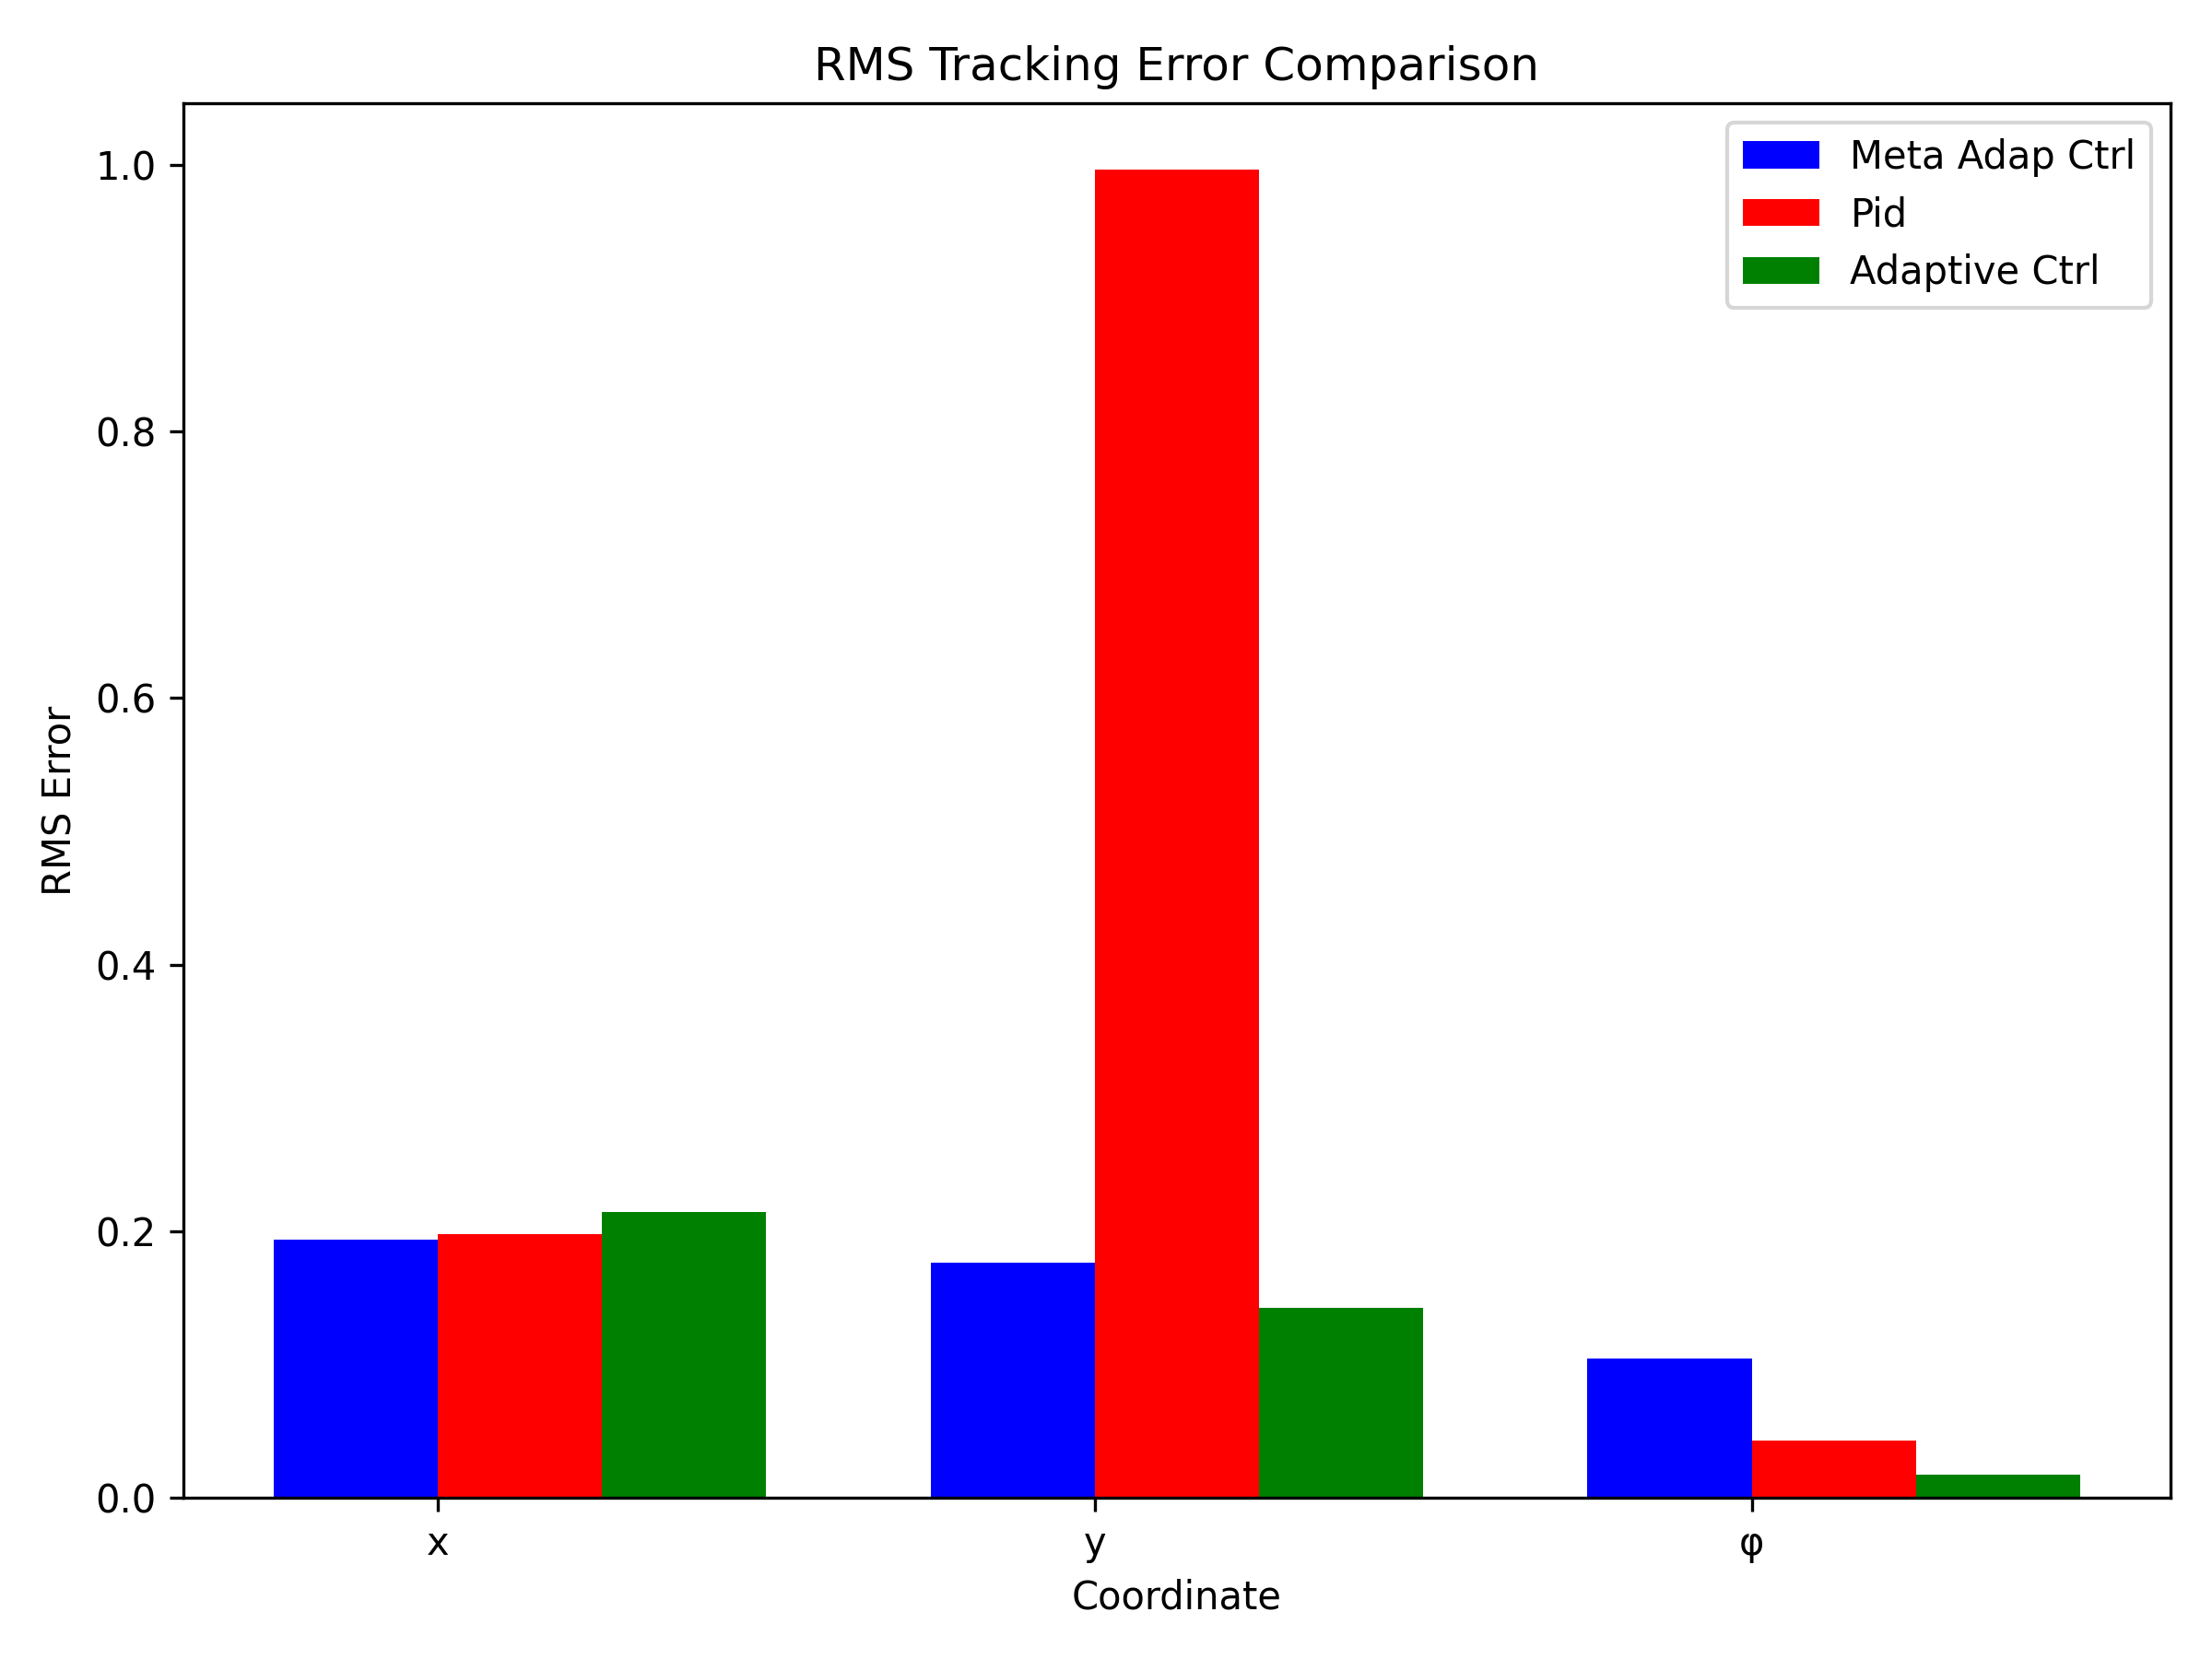 RMS Tracking Error Comparison
Meta Adap Ctrl
Pid
Adaptive Ctrl
RMS Error
1.0
0.8
0.6
0.4
0.2
0.0
x y φ
Coordinate